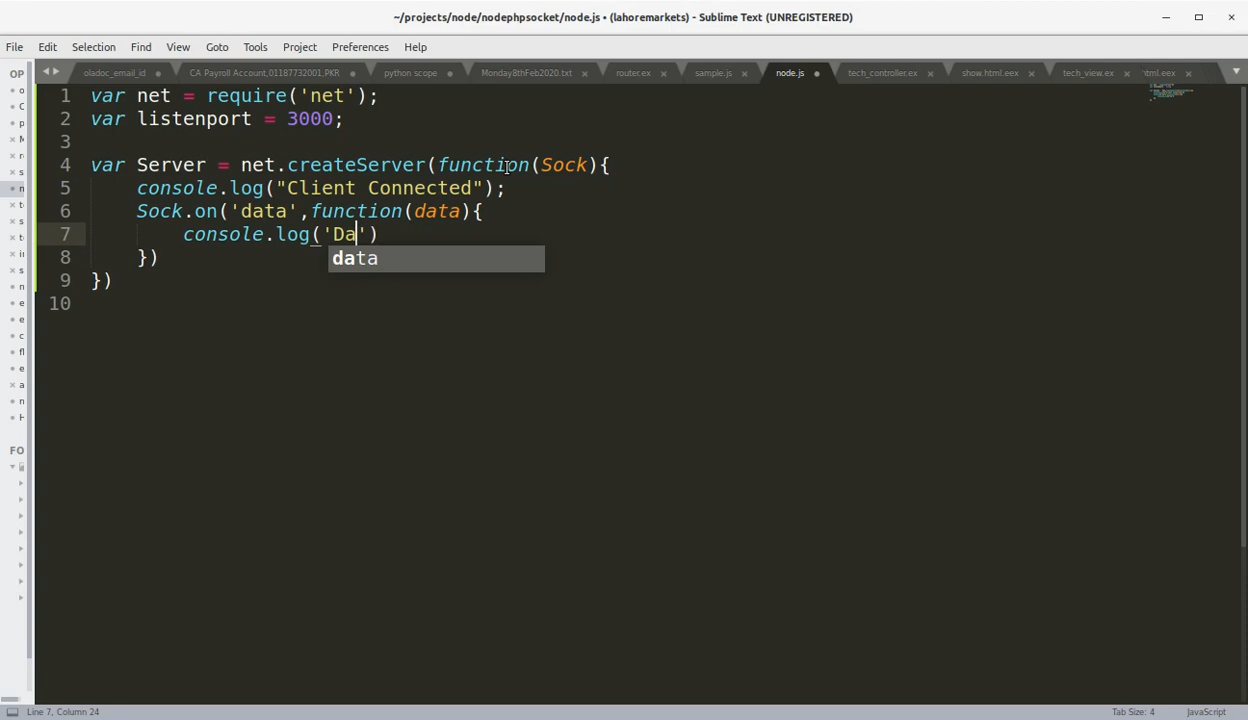 ~/projects/node/nodephpsocket/node.js • (lahoremarkets) - Sublime Text (UNREGISTERED)
File Edit Selection Find View Goto Tools Project Preferences Help
OP
oladoc_email_id CA Payroll Account,01187732001,PKR python scope Monday8thFeb2020.txt router.ex sample.js node.js tech_controller.ex show.html.eex tech_view.ex html.eex
1 var net = require('net');
2 var listenport = 3000;
3
4 var Server = net.createServer(function(Sock){
5 console.log("Client Connected");
6 Sock.on('data',function(data){
7 console.log('Da')
data
8 })
9 })
10
FO
Line 7, Column 24
Tab Size: 4
JavaScript